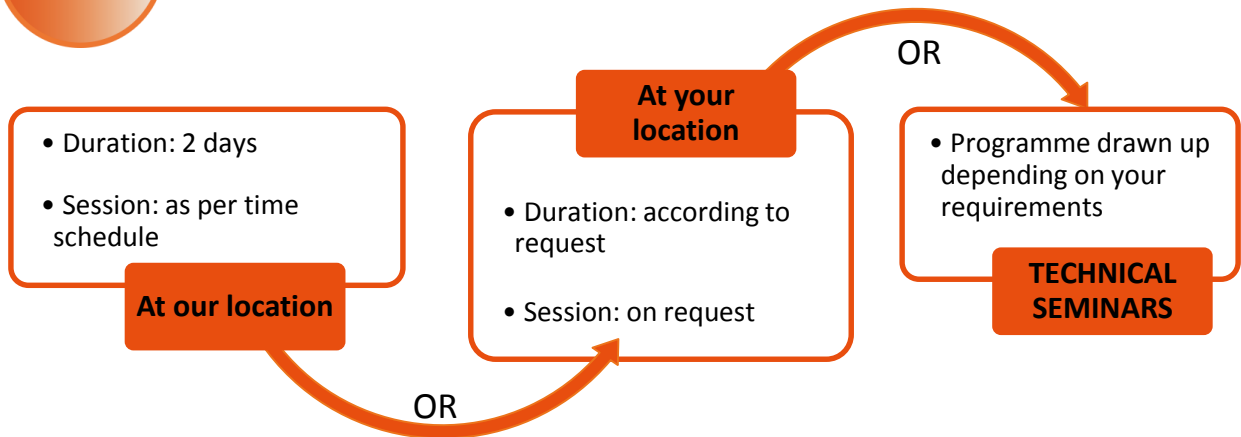 • Duration: 2 days
• Session: as per time
schedule
At our location
OR
At your
location
• Duration: according to
request
• Session: on request
OR
• Programme drawn up
depending on your
requirements
TECHNICAL
SEMINARS